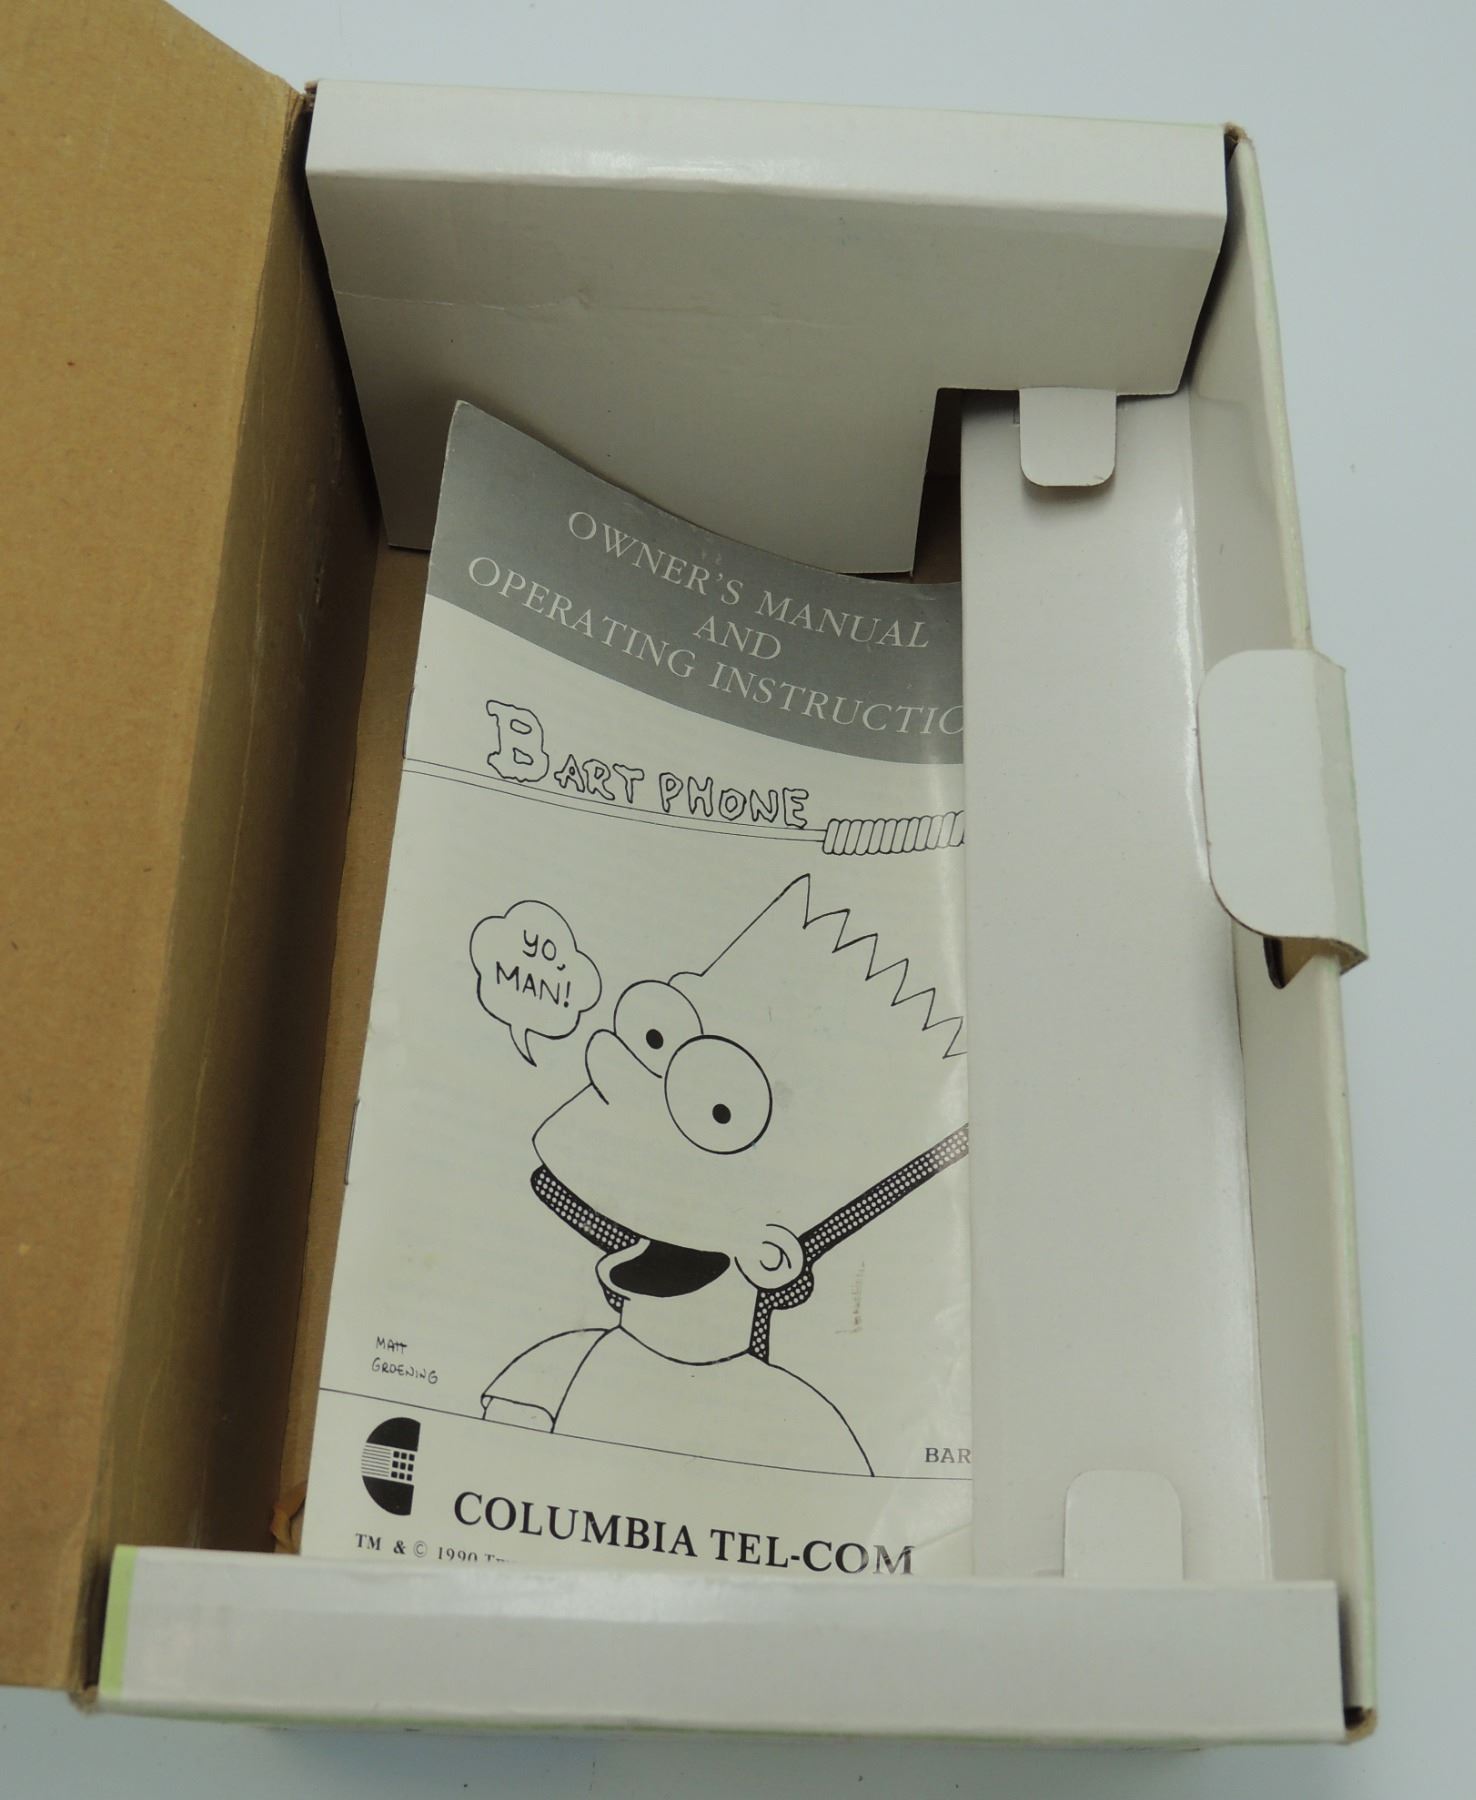 OWNER'S MANUAL
AND
OPERATING INSTRUCTIO
BART PHONE
YO,
MAN!
MATT
GROENING
BAR
COLUMBIA TEL-COM
TM & © 1990